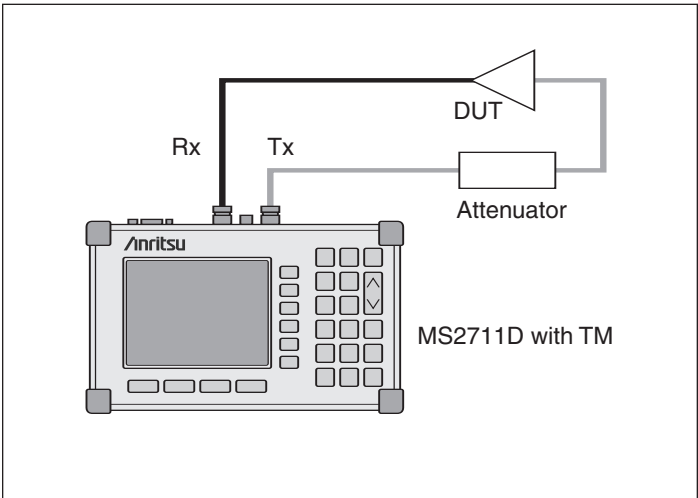 DUT
Rx
Tx
Attenuator
/inritsu
MS2711D with TM